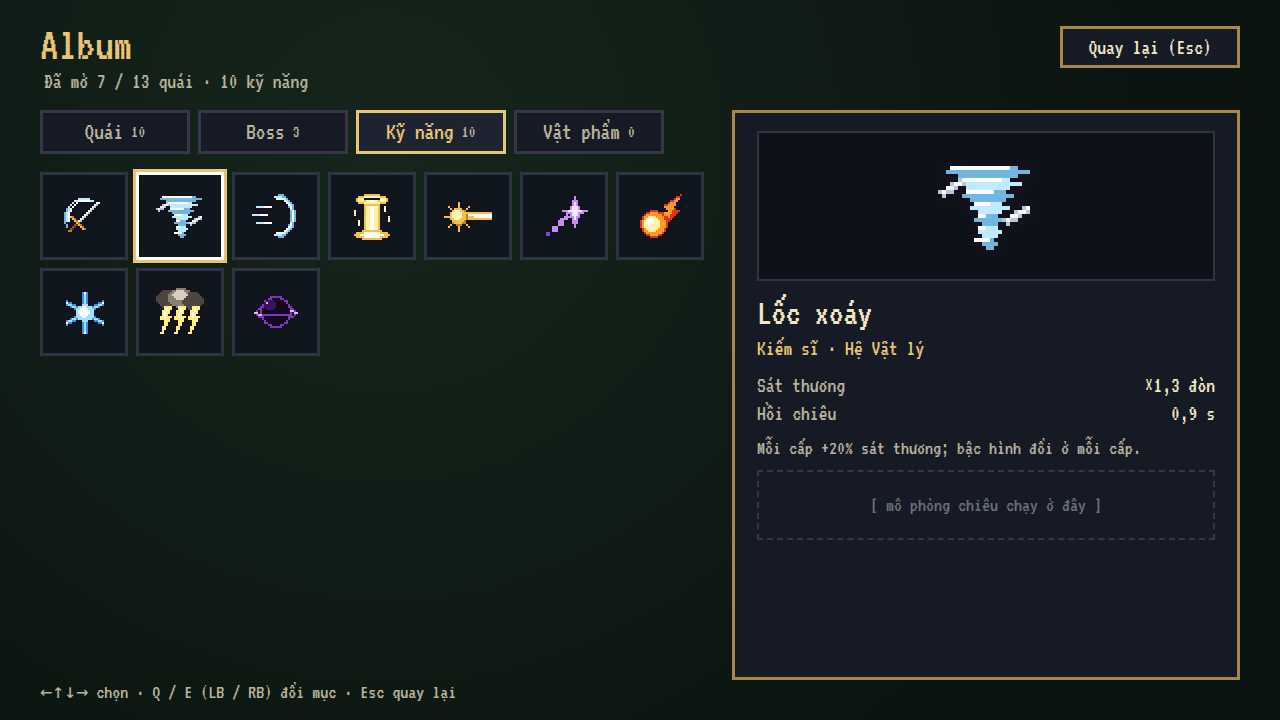 Album
Đã mở 7 / 13 quái · 10 kỹ năng
Quay lại (Esc)
Quái 10
Boss 3
Kỹ năng 10
Vật phẩm 0
Lốc xoáy
Kiếm sĩ · Hệ Vật lý
Sát thương ×1,3 đòn
Hồi chiêu 0,9 s
Mỗi cấp +20% sát thương; bậc hình đổi ở mỗi cấp.
[ mô phỏng chiêu chạy ở đây ]
←↑↓→ chọn · Q / E (LB / RB) đổi mục · Esc quay lại